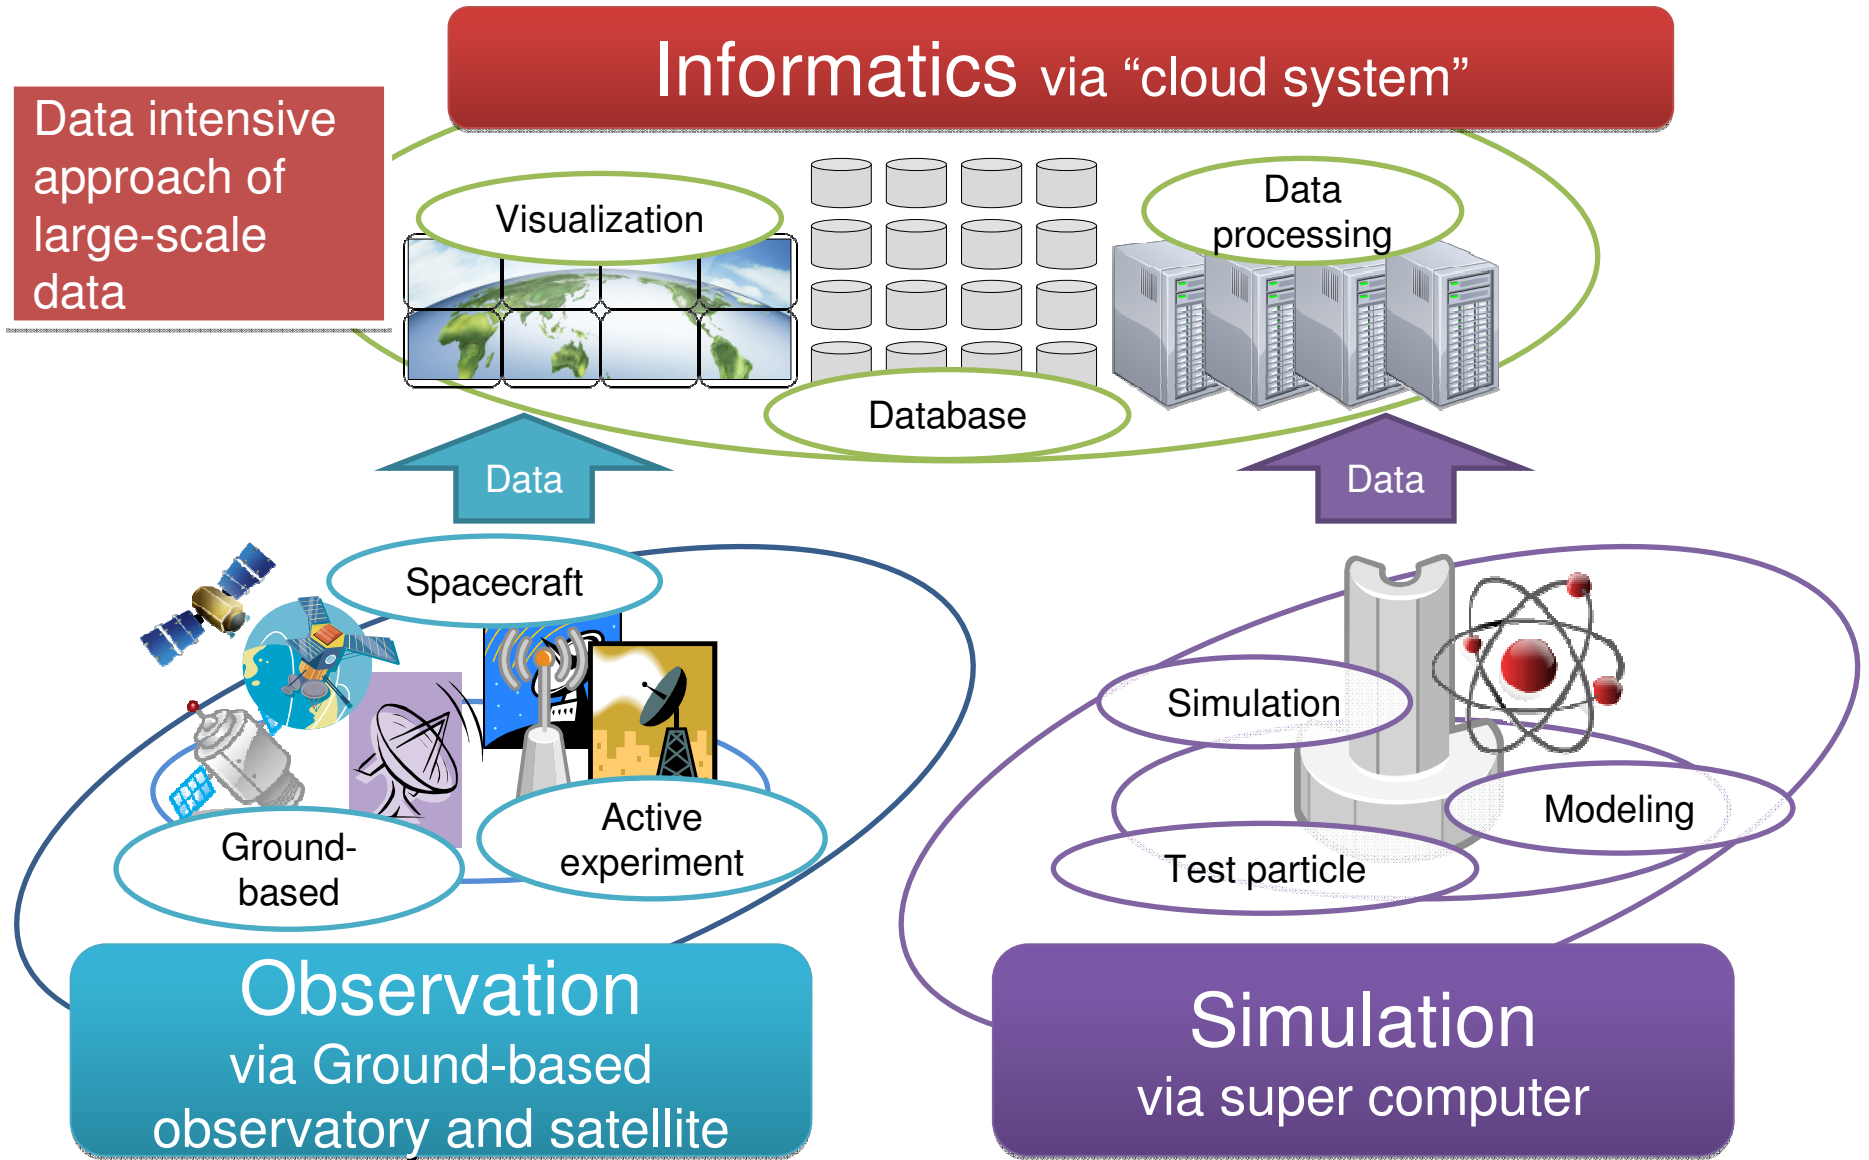 Informatics via “cloud system”
Data intensive
approach of
large-scale
data
Visualization
Data
processing
Database
Data
Data
Spacecraft
Ground-
based
Active
experiment
Simulation
Modeling
Test particle
Observation
via Ground-based
observatory and satellite
Simulation
via super computer